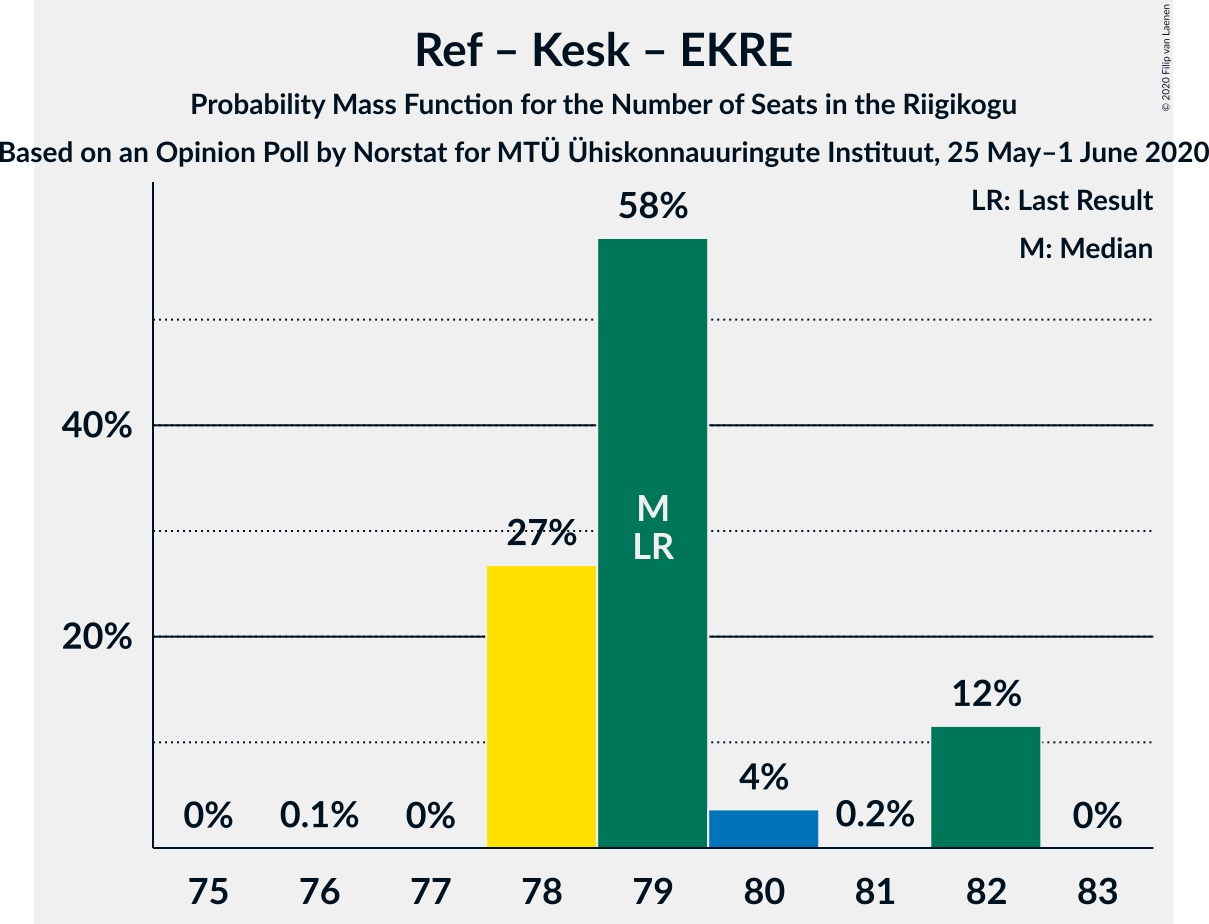 Ref – Kesk – EKRE
Probability Mass Function for the Number of Seats in the Riigikogu
Based on an Opinion Poll by Norstat for MTÜ Ühiskonnauuringute Instituut, 25 May–1 June 2020
© 2020 Filip van Laenen
LR: Last Result
M: Median
58%
40%
27%
M
LR
20%
12%
4%
0%
0.1%
0%
0.2%
0%
75 76 77 78 79 80 81 82 83